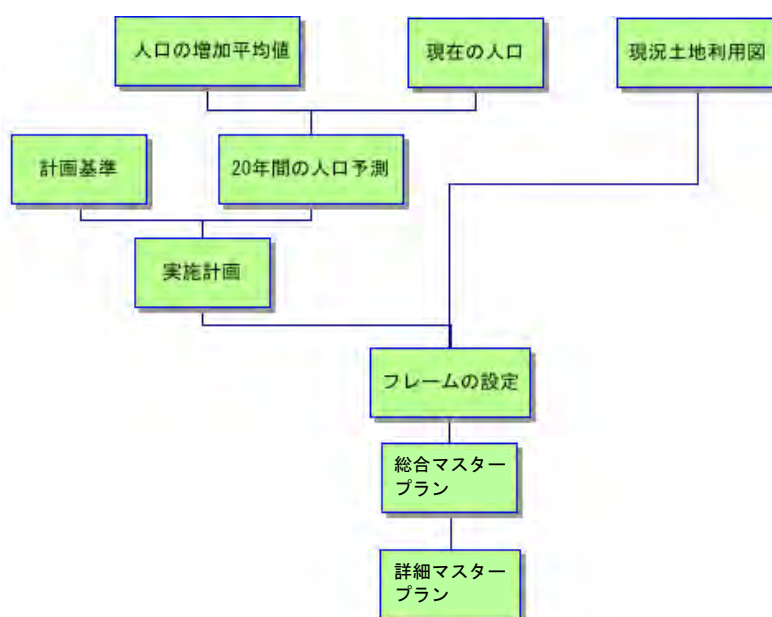 人口の増加平均値
現在の人口
現況土地利用図
計画基準
20年間の人口予測
実施計画
フレームの設定
総合マスター
プラン
詳細マスター
プラン